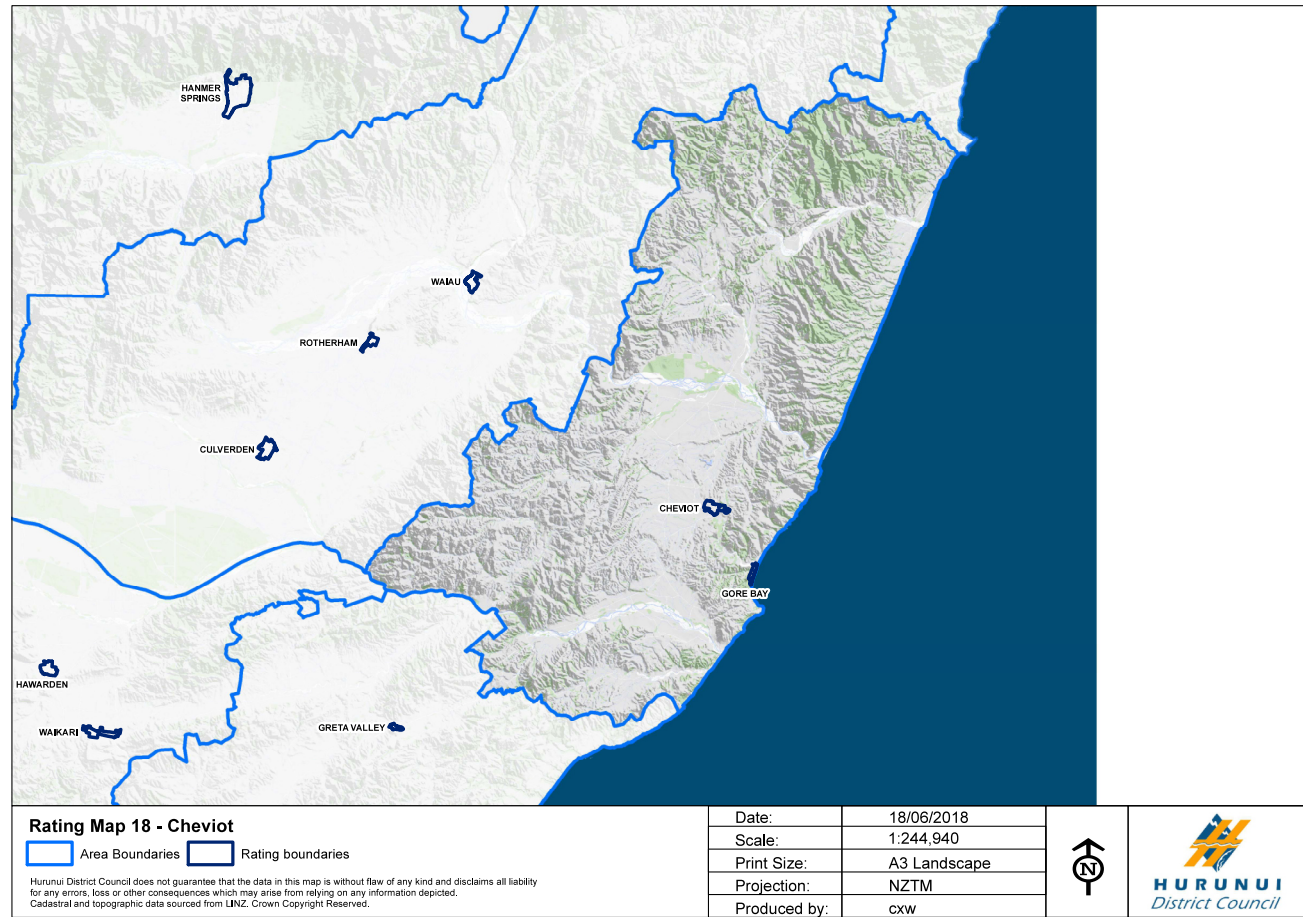 HANMER
SPRINGS
WAIAU
ROTHERHAM
CULVERDEN
CHEVIOT
GORE BAY
HAWARDEN
WAIKARI
GRETA VALLEY
Rating Map 18 - Cheviot
Area Boundaries Rating boundaries
Hurunui District Council does not guarantee that the data in this map is without flaw of any kind and disclaims all liability
for any errors, loss or other consequences which may arise from relying on any information depicted.
Cadastral and topographic data sourced from LINZ. Crown Copyright Reserved.
Date: 18/06/2018
Scale: 1:244,940
Print Size: A3 Landscape
Projection: NZTM
Produced by: cxw
N
HURUNUI
District Council